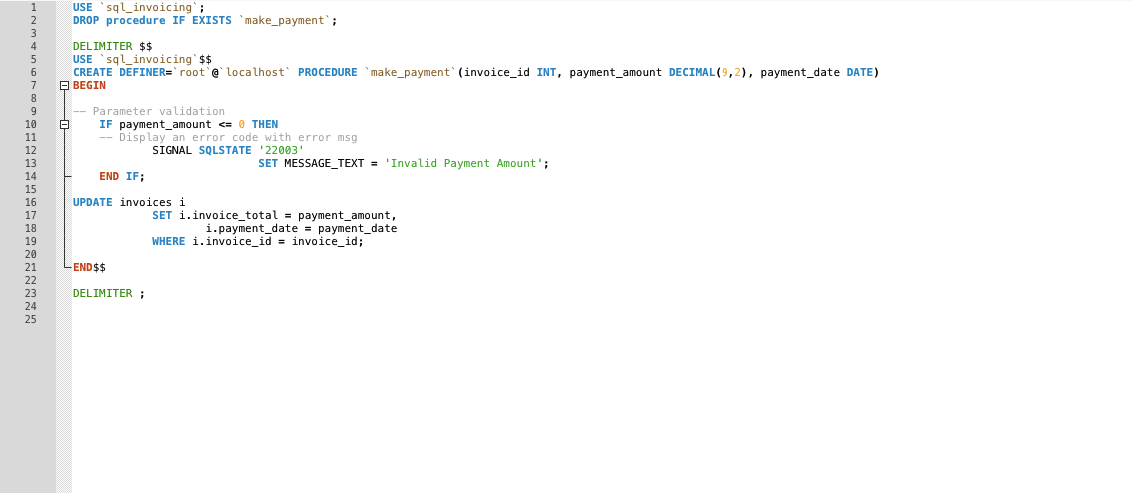 1 USE `sql_invoicing`;
2 DROP procedure IF EXISTS `make_payment`;
3
4 DELIMITER $$
5 USE `sql_invoicing`$$
6 CREATE DEFINER=`root`@`localhost` PROCEDURE `make_payment`(invoice_id INT, payment_amount DECIMAL(9,2), payment_date DATE)
7 BEGIN
8
9 -- Parameter validation
10 IF payment_amount <= 0 THEN
11 -- Display an error code with error msg
12 SIGNAL SQLSTATE '22003'
13 SET MESSAGE_TEXT = 'Invalid Payment Amount';
14 END IF;
15
16 UPDATE invoices i
17 SET i.invoice_total = payment_amount,
18 i.payment_date = payment_date
19 WHERE i.invoice_id = invoice_id;
20
21 END$$
22
23 DELIMITER ;
24
25